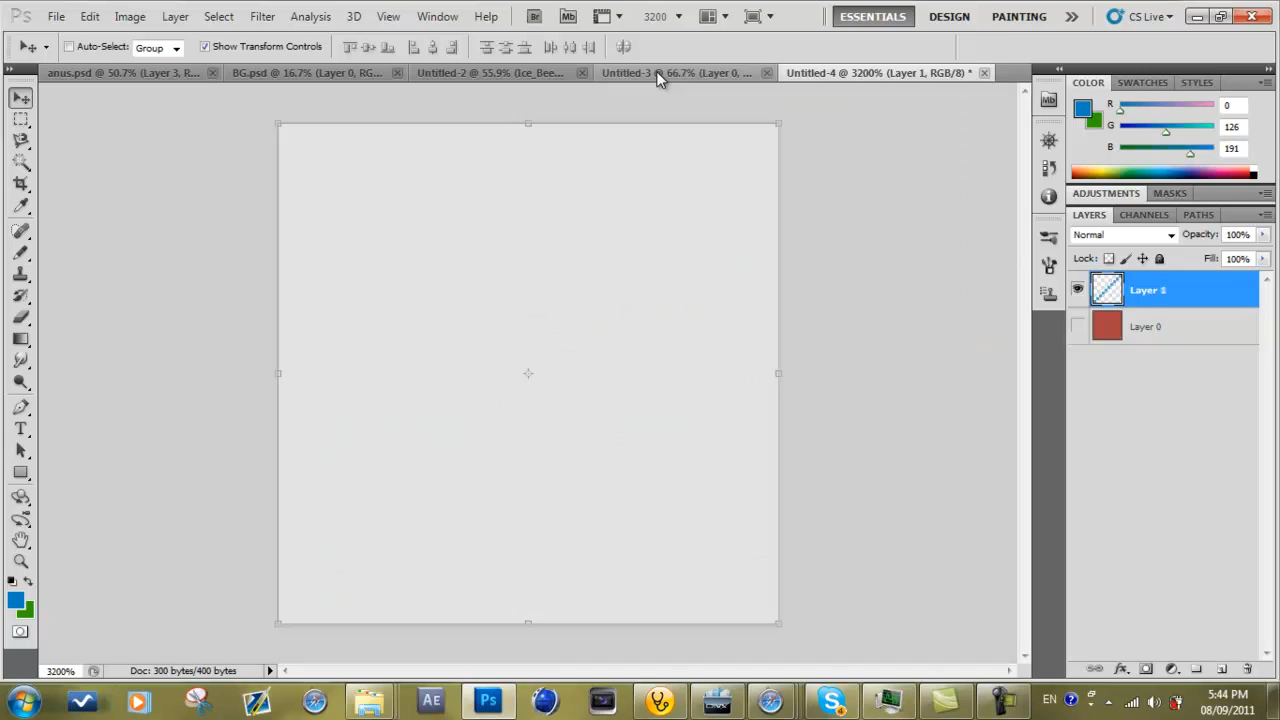 Ps File Edit Image Layer Select Filter Analysis 3D View Window Help Br Mb 3200 ESSENTIALS DESIGN PAINTING CS Live
Auto-Select: Group Show Transform Controls
anus.psd @ 50.7% (Layer 3, R... BG.psd @ 16.7% (Layer 0, RG... Untitled-2 @ 55.9% (Ice_Bee... Untitled-3 @ 66.7% (Layer 0, ... Untitled-4 @ 3200% (Layer 1, RGB/8) *
COLOR SWATCHES STYLES
Mb
R 0
G 126
B 191
ADJUSTMENTS MASKS
LAYERS CHANNELS PATHS
Normal Opacity: 100%
Lock: Fill: 100%
Layer 1
Layer 0
T
3200% Doc: 300 bytes/400 bytes
AE Ps EN
5:44 PM
08/09/2011